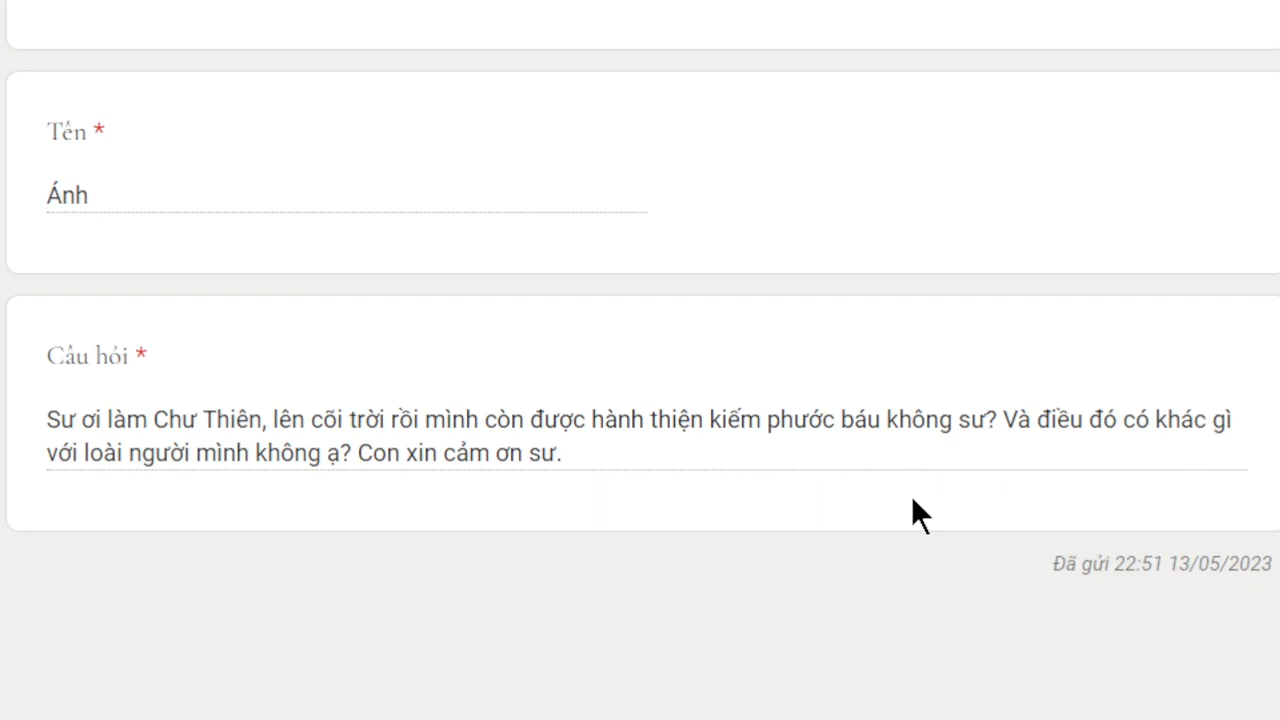 Tên *
Ánh
Câu hỏi *
Sư ơi làm Chư Thiên, lên cõi trời rồi mình còn được hành thiện kiếm phước báu không sư? Và điều đó có khác gì
với loài người mình không ạ? Con xin cảm ơn sư.
Đã gửi 22:51 13/05/2023